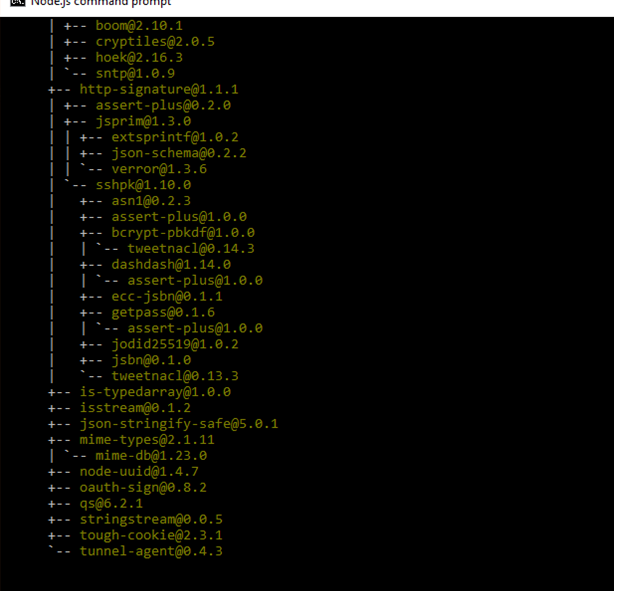 Node.js command prompt
| +-- boom@2.10.1
| +-- cryptiles@2.0.5
| +-- hoek@2.16.3
| `-- sntp@1.0.9
+-- http-signature@1.1.1
| +-- assert-plus@0.2.0
| +-- jsprim@1.3.0
| | +-- extsprintf@1.0.2
| | +-- json-schema@0.2.2
| | `-- verror@1.3.6
| `-- sshpk@1.10.0
|   +-- asn1@0.2.3
|   +-- assert-plus@1.0.0
|   +-- bcrypt-pbkdf@1.0.0
|   | `-- tweetnacl@0.14.3
|   +-- dashdash@1.14.0
|   | `-- assert-plus@1.0.0
|   +-- ecc-jsbn@0.1.1
|   +-- getpass@0.1.6
|   | `-- assert-plus@1.0.0
|   +-- jodid25519@1.0.2
|   +-- jsbn@0.1.0
|   `-- tweetnacl@0.13.3
+-- is-typedarray@1.0.0
+-- isstream@0.1.2
+-- json-stringify-safe@5.0.1
+-- mime-types@2.1.11
| `-- mime-db@1.23.0
+-- node-uuid@1.4.7
+-- oauth-sign@0.8.2
+-- qs@6.2.1
+-- stringstream@0.0.5
+-- tough-cookie@2.3.1
`-- tunnel-agent@0.4.3